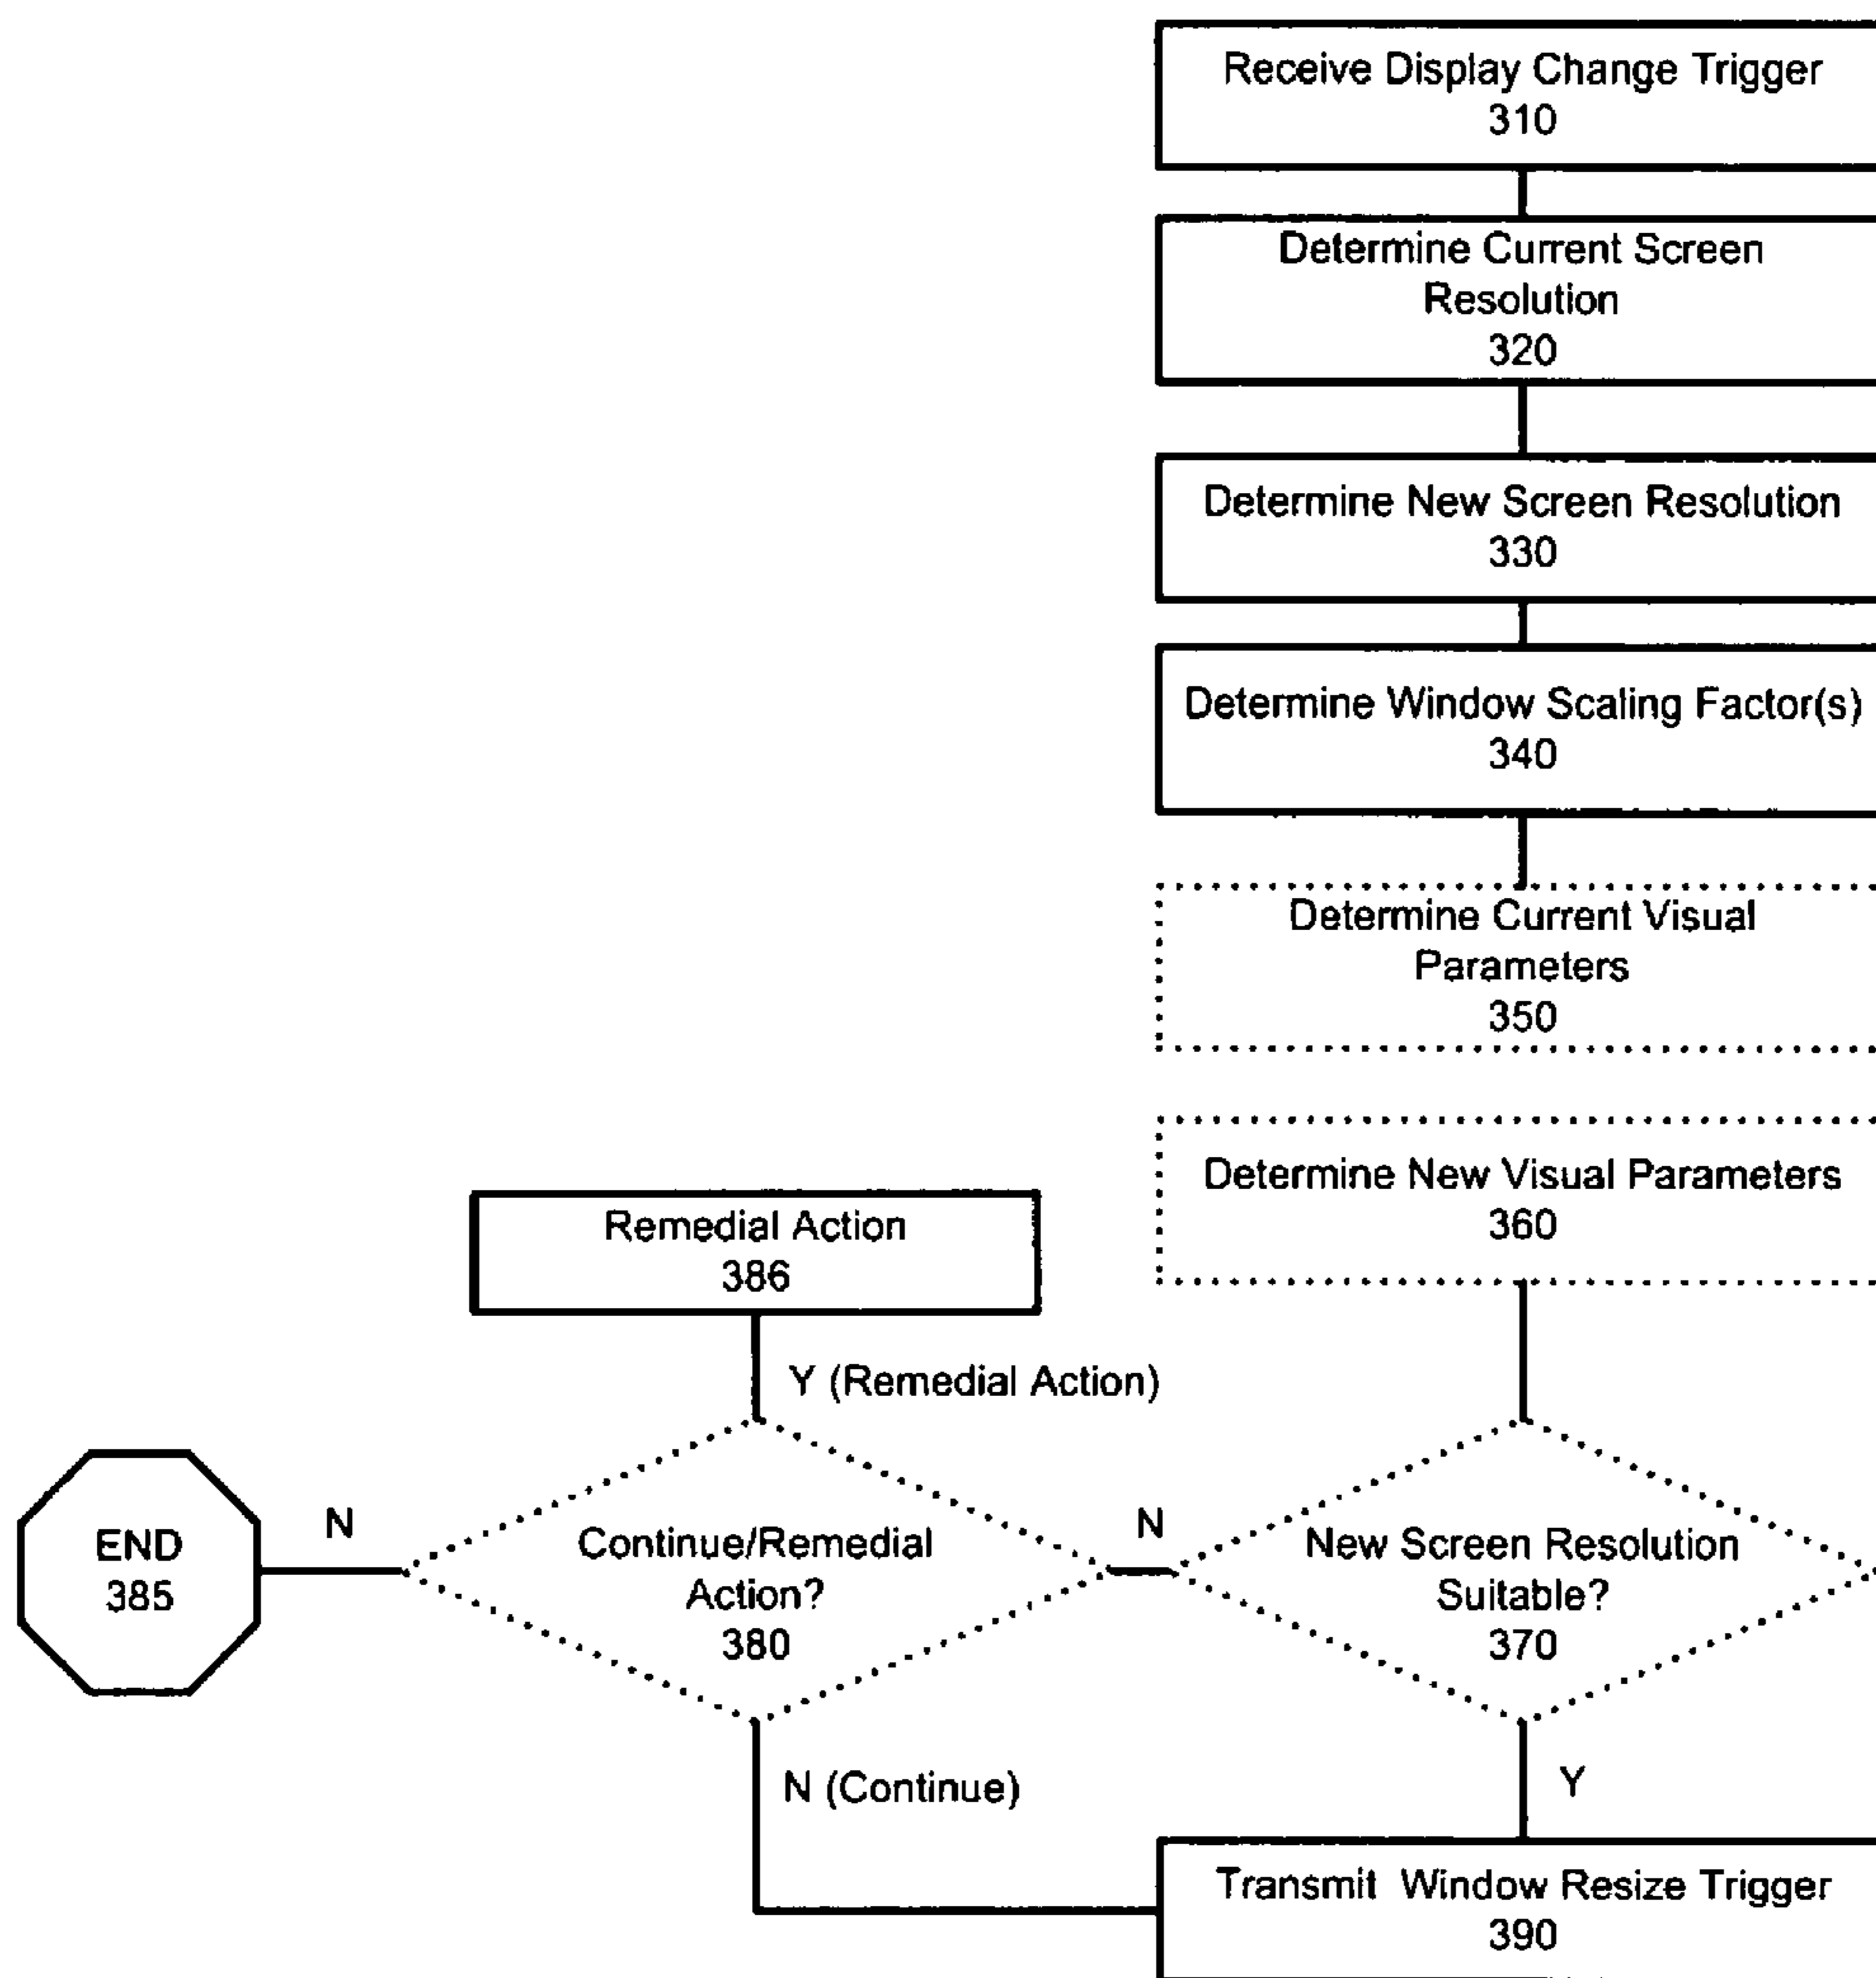 Receive Display Change Trigger
310
Determine Current Screen
Resolution
320
Determine New Screen Resolution
330
Determine Window Scaling Factor(s)
340
Determine Current Visual
Parameters
350
Determine New Visual Parameters
360
Remedial Action
386
Y (Remedial Action)
END
385
N
Continue/Remedial
Action?
380
N
New Screen Resolution
Suitable?
370
N (Continue)
Y
Transmit Window Resize Trigger
390